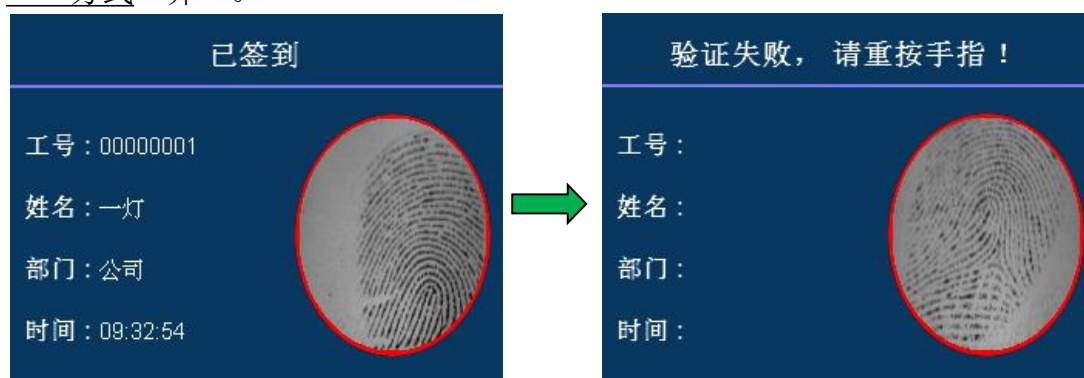 已签到
工号：00000001
姓名：一灯
部门：公司
时间：09:32:54
验证失败， 请重按手指！
工号：
姓名：
部门：
时间：